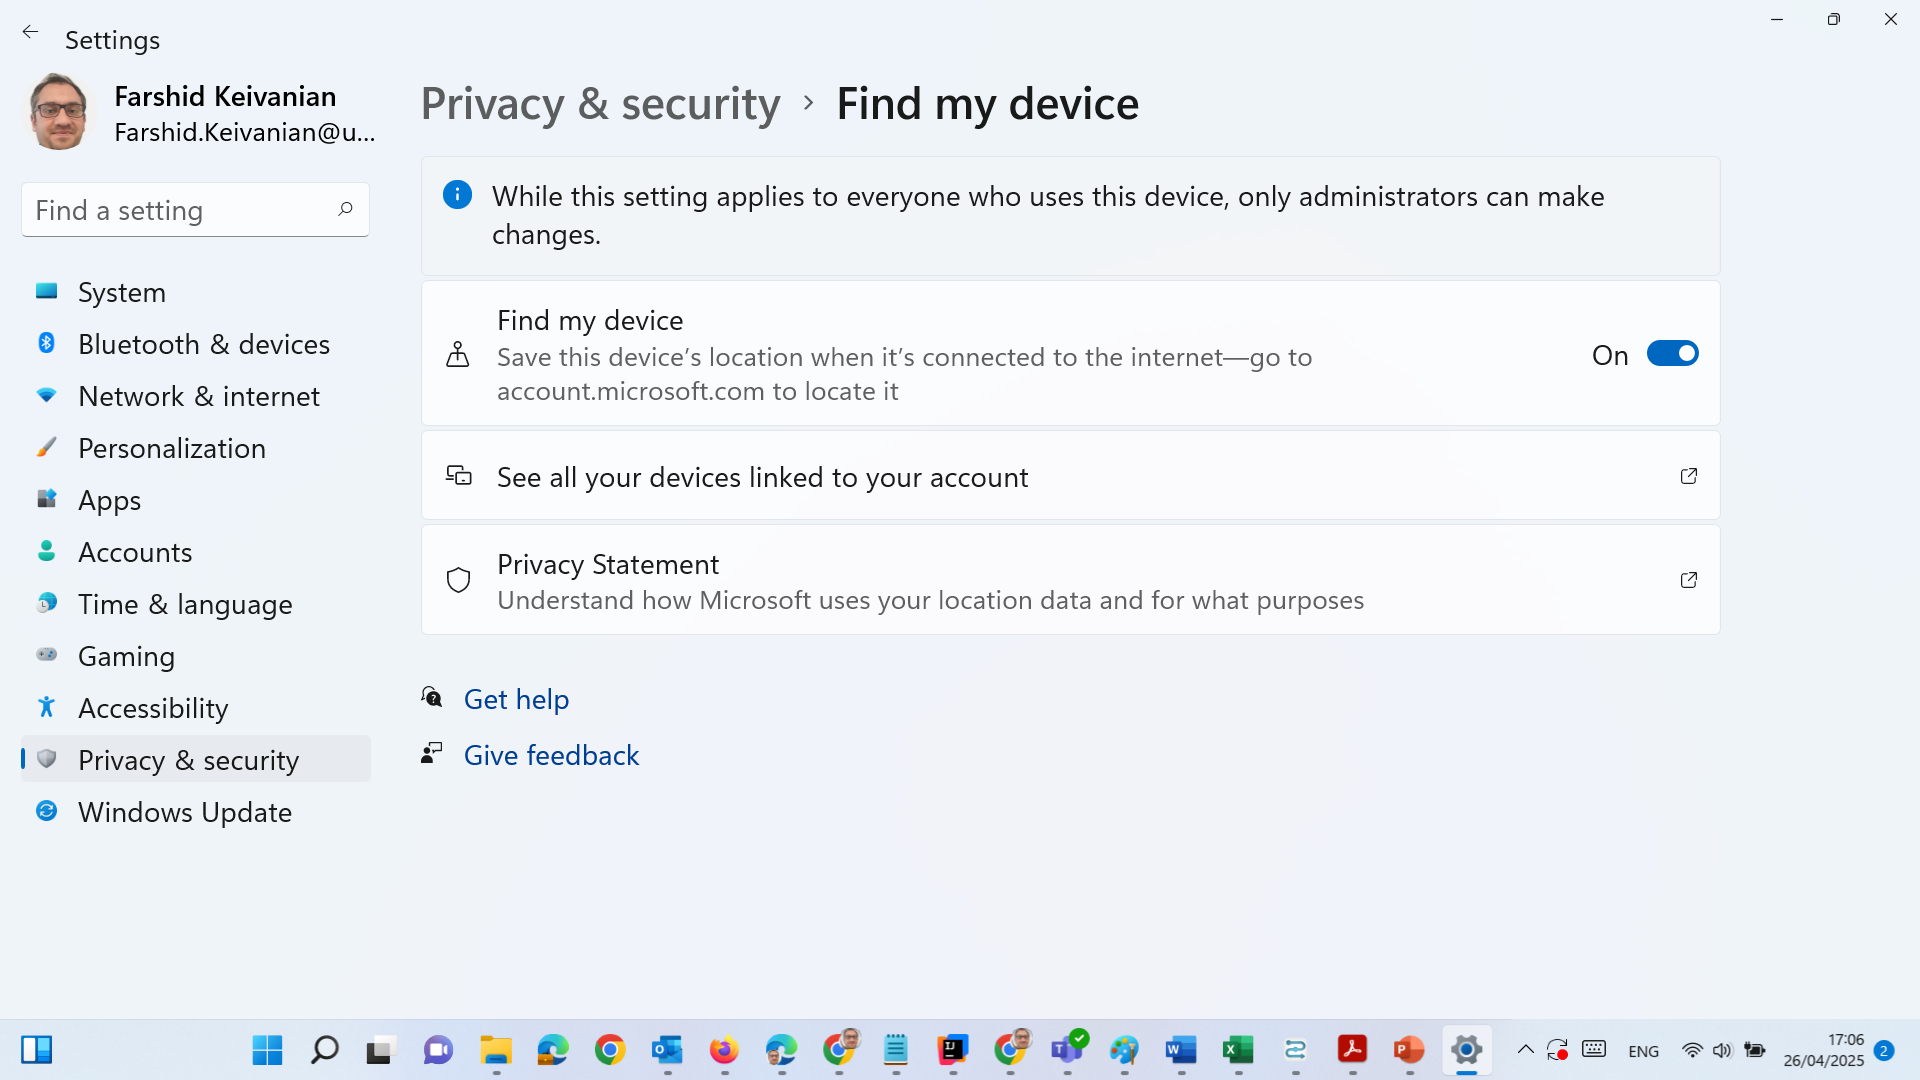 Settings
Farshid Keivanian
Farshid.Keivanian@u...
Find a setting
System
Bluetooth & devices
Network & internet
Personalization
Apps
Accounts
Time & language
Gaming
Accessibility
Privacy & security
Windows Update
Privacy & security > Find my device
While this setting applies to everyone who uses this device, only administrators can make
changes.
Find my device
Save this device’s location when it’s connected to the internet—go to
account.microsoft.com to locate it
On
See all your devices linked to your account
Privacy Statement
Understand how Microsoft uses your location data and for what purposes
Get help
Give feedback
ENG
17:06
26/04/2025
2